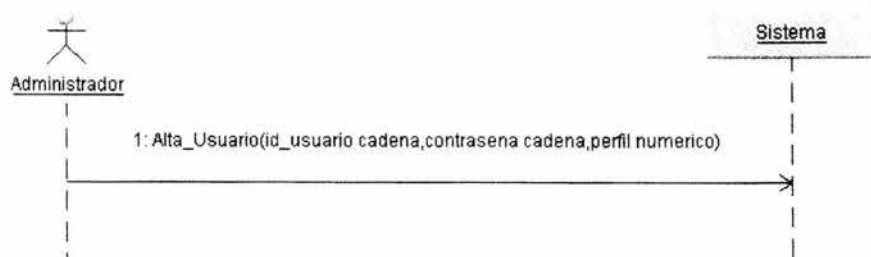 Sistema
Administrador
1: Alta_Usuario(id_usuario cadena,contrasena cadena,perfil numerico)